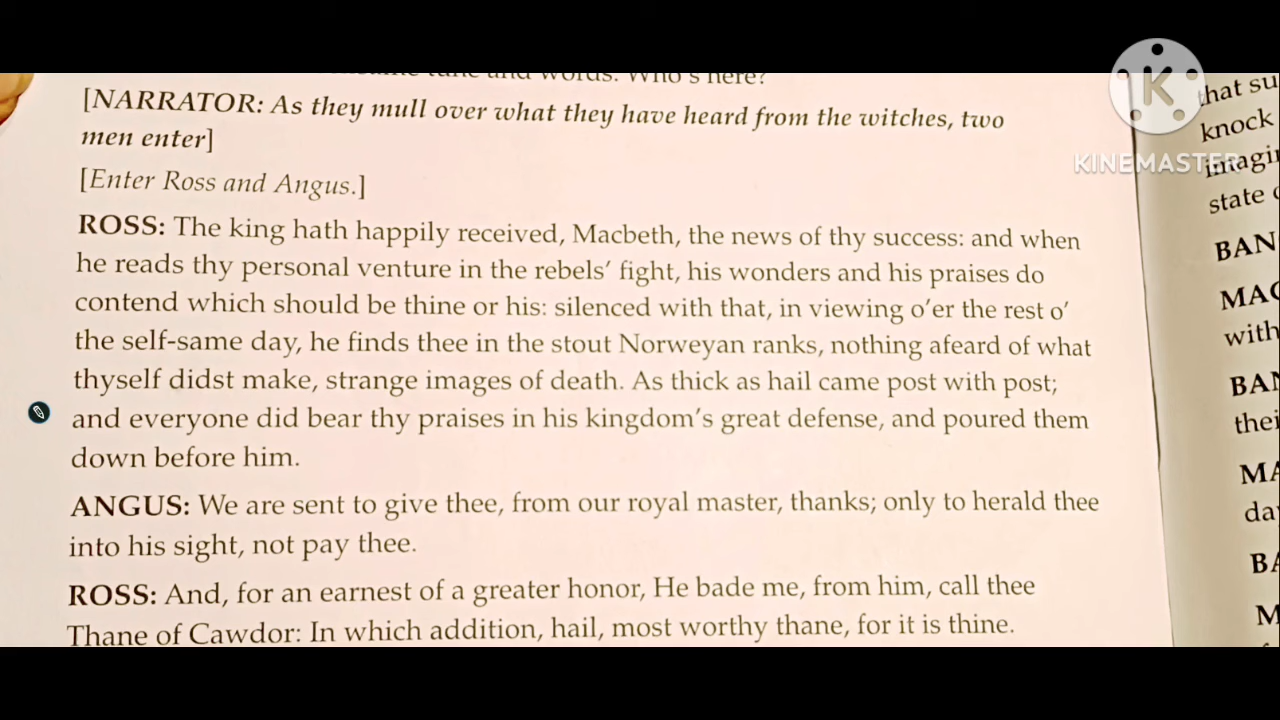 and words. Who's here?
[NARRATOR: As they mull over what they have heard from the witches, two
men enter]
[Enter Ross and Angus.]
ROSS: The king hath happily received, Macbeth, the news of thy success: and when
he reads thy personal venture in the rebels' fight, his wonders and his praises do
contend which should be thine or his: silenced with that, in viewing o'er the rest o'
the self-same day, he finds thee in the stout Norweyan ranks, nothing afeard of what
thyself didst make, strange images of death. As thick as hail came post with post;
and everyone did bear thy praises in his kingdom's great defense, and poured them
down before him.
ANGUS: We are sent to give thee, from our royal master, thanks; only to herald thee
into his sight, not pay thee.
ROSS: And, for an earnest of a greater honor, He bade me, from him, call thee
Thane of Cawdor: In which addition, hail, most worthy thane, for it is thine.
K
KINEMASTER
that su
knock
imagin
state
BAN
MAC
with
BAN
thei
MA
day
BA
M